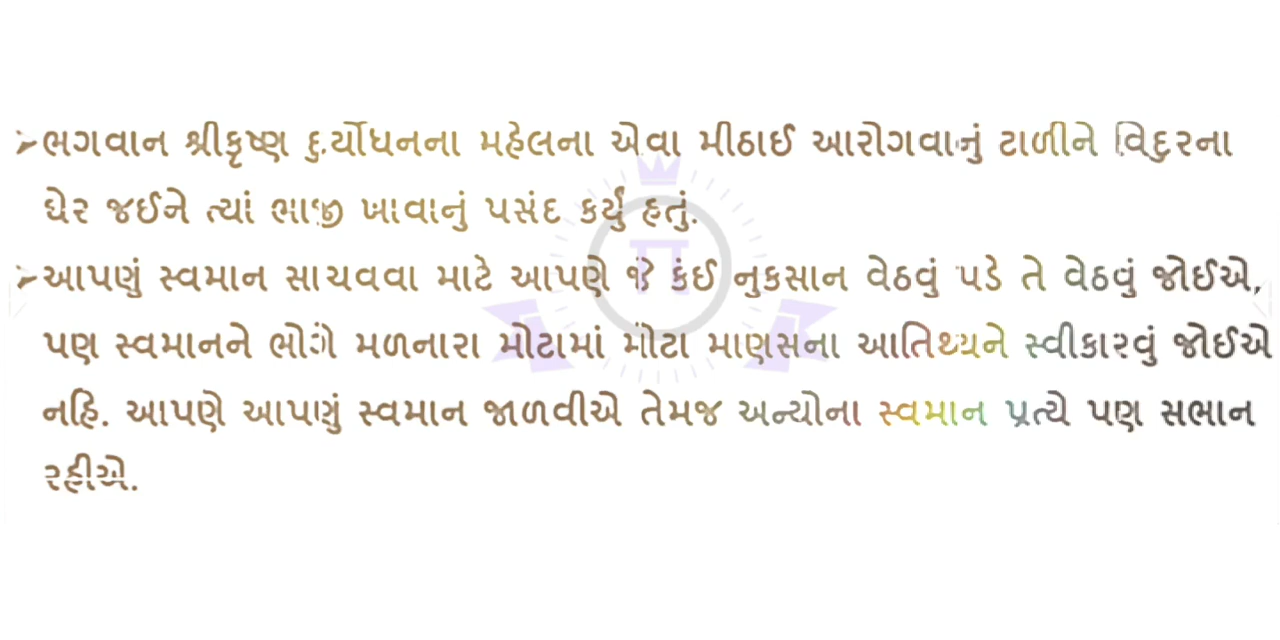 ➢ ભગવાન શ્રીકૃષ્ણ દુર્યોધનના મહેલના એવા મીઠાઈ આરોગવાનું ટાળીને વિદુરના
ઘેર જઈને ત્યાં ભાજી ખાવાનું પસંદ કર્યું હતું.
➢ આપણું સ્વમાન સાચવવા માટે આપણે જે કંઈ નુકસાન વેઠવું પડે તે વેઠવું જોઈએ,
પણ સ્વમાનને ભોગે મળનારા મોટામાં મોટા માણસના આતિથ્યને સ્વીકારવું જોઈએ
નહિ. આપણે આપણું સ્વમાન જાળવીએ તેમજ અન્યોના સ્વમાન પ્રત્યે પણ સભાન
રહીએ.